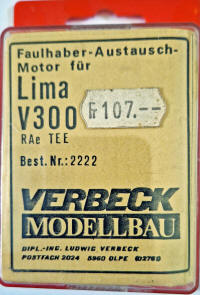 Faulhaber-Austausch-
Motor für
Lima
V300
Fr 107.--
RAe TEE
Best. Nr.: 2222
VERBECK
MODELLBAU
DIPL.-ING. LUDWIG VERBECK
POSTFACH 2024 5960 OLPE